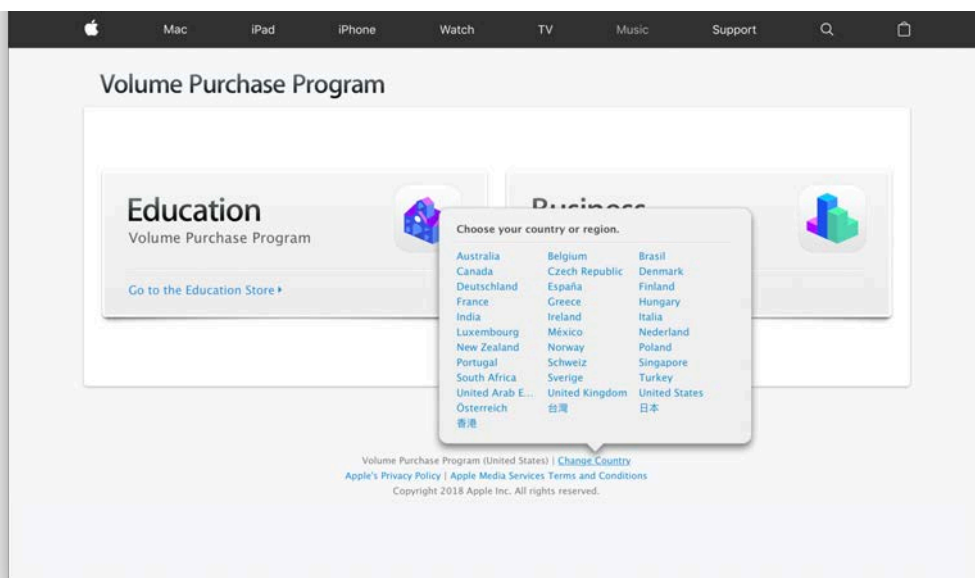 Mac iPad iPhone Watch TV Music Support
Volume Purchase Program
Education
Volume Purchase Program
Go to the Education Store
Business
Choose your country or region.
Australia Belgium Brasil
Canada Czech Republic Denmark
Deutschland España Finland
France Greece Hungary
India Ireland Italia
Luxembourg México Nederland
New Zealand Norway Poland
Portugal Schweiz Singapore
South Africa Sverige Turkey
United Arab E... United Kingdom United States
Österreich 台灣 日本
香港
Volume Purchase Program (United States) | Change Country
Apple's Privacy Policy | Apple Media Services Terms and Conditions
Copyright 2018 Apple Inc. All rights reserved.